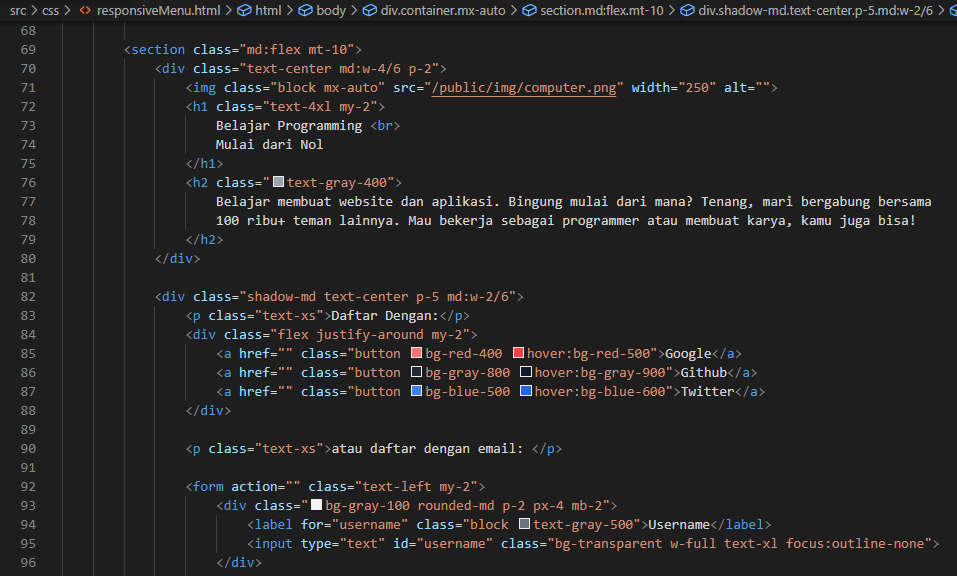 src > css > <> responsiveMenu.html > html > body > div.container.mx-auto > section.md:flex.mt-10 > div.shadow-md.text-center.p-5.md:w-2/6 >
68
69 <section class="md:flex mt-10">
70 <div class="text-center md:w-4/6 p-2">
71 <img class="block mx-auto" src="/public/img/computer.png" width="250" alt="">
72 <h1 class="text-4xl my-2">
73 Belajar Programming <br>
74 Mulai dari Nol
75 </h1>
76 <h2 class="text-gray-400">
77 Belajar membuat website dan aplikasi. Bingung mulai dari mana? Tenang, mari bergabung bersama
78 100 ribu+ teman lainnya. Mau bekerja sebagai programmer atau membuat karya, kamu juga bisa!
79 </h2>
80 </div>
81
82 <div class="shadow-md text-center p-5 md:w-2/6">
83 <p class="text-xs">Daftar Dengan:</p>
84 <div class="flex justify-around my-2">
85 <a href="" class="button bg-red-400 hover:bg-red-500">Google</a>
86 <a href="" class="button bg-gray-800 hover:bg-gray-900">Github</a>
87 <a href="" class="button bg-blue-500 hover:bg-blue-600">Twitter</a>
88 </div>
89
90 <p class="text-xs">atau daftar dengan email: </p>
91
92 <form action="" class="text-left my-2">
93 <div class="bg-gray-100 rounded-md p-2 px-4 mb-2">
94 <label for="username" class="block text-gray-500">Username</label>
95 <input type="text" id="username" class="bg-transparent w-full text-xl focus:outline-none">
96 </div>